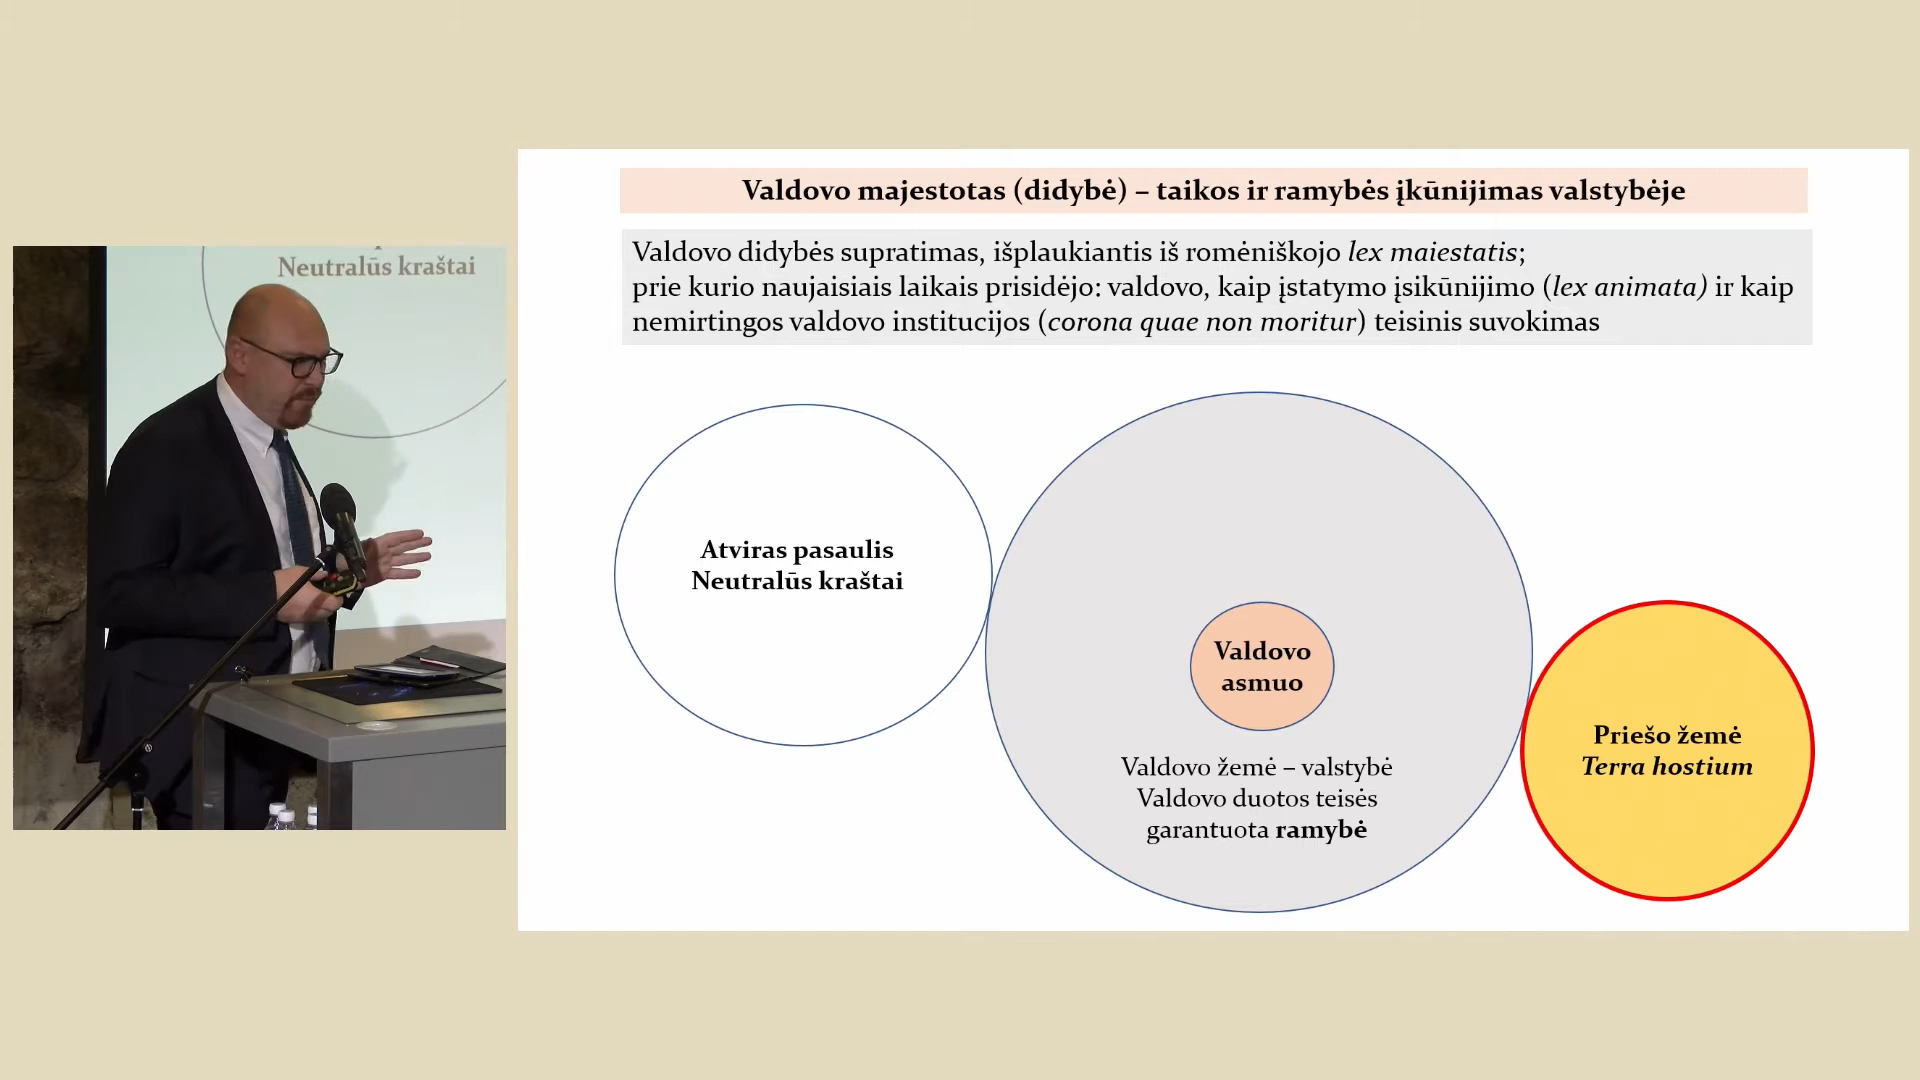 Valdovo majestotas (didybė) – taikos ir ramybės įkūnijimas valstybėje
Valdovo didybės supratimas, išplaukiantis iš romėniškojo lex maiestatis;
prie kurio naujaisiais laikais prisidėjo: valdovo, kaip įstatymo įsikūnijimo (lex animata) ir kaip
nemirtingos valdovo institucijos (corona quae non moritur) teisinis suvokimas
Neutralūs kraštai
Atviras pasaulis
Neutralūs kraštai
Valdovo
asmuo
Valdovo žemė – valstybė
Valdovo duotos teisės
garantuota ramybė
Priešo žemė
Terra hostium